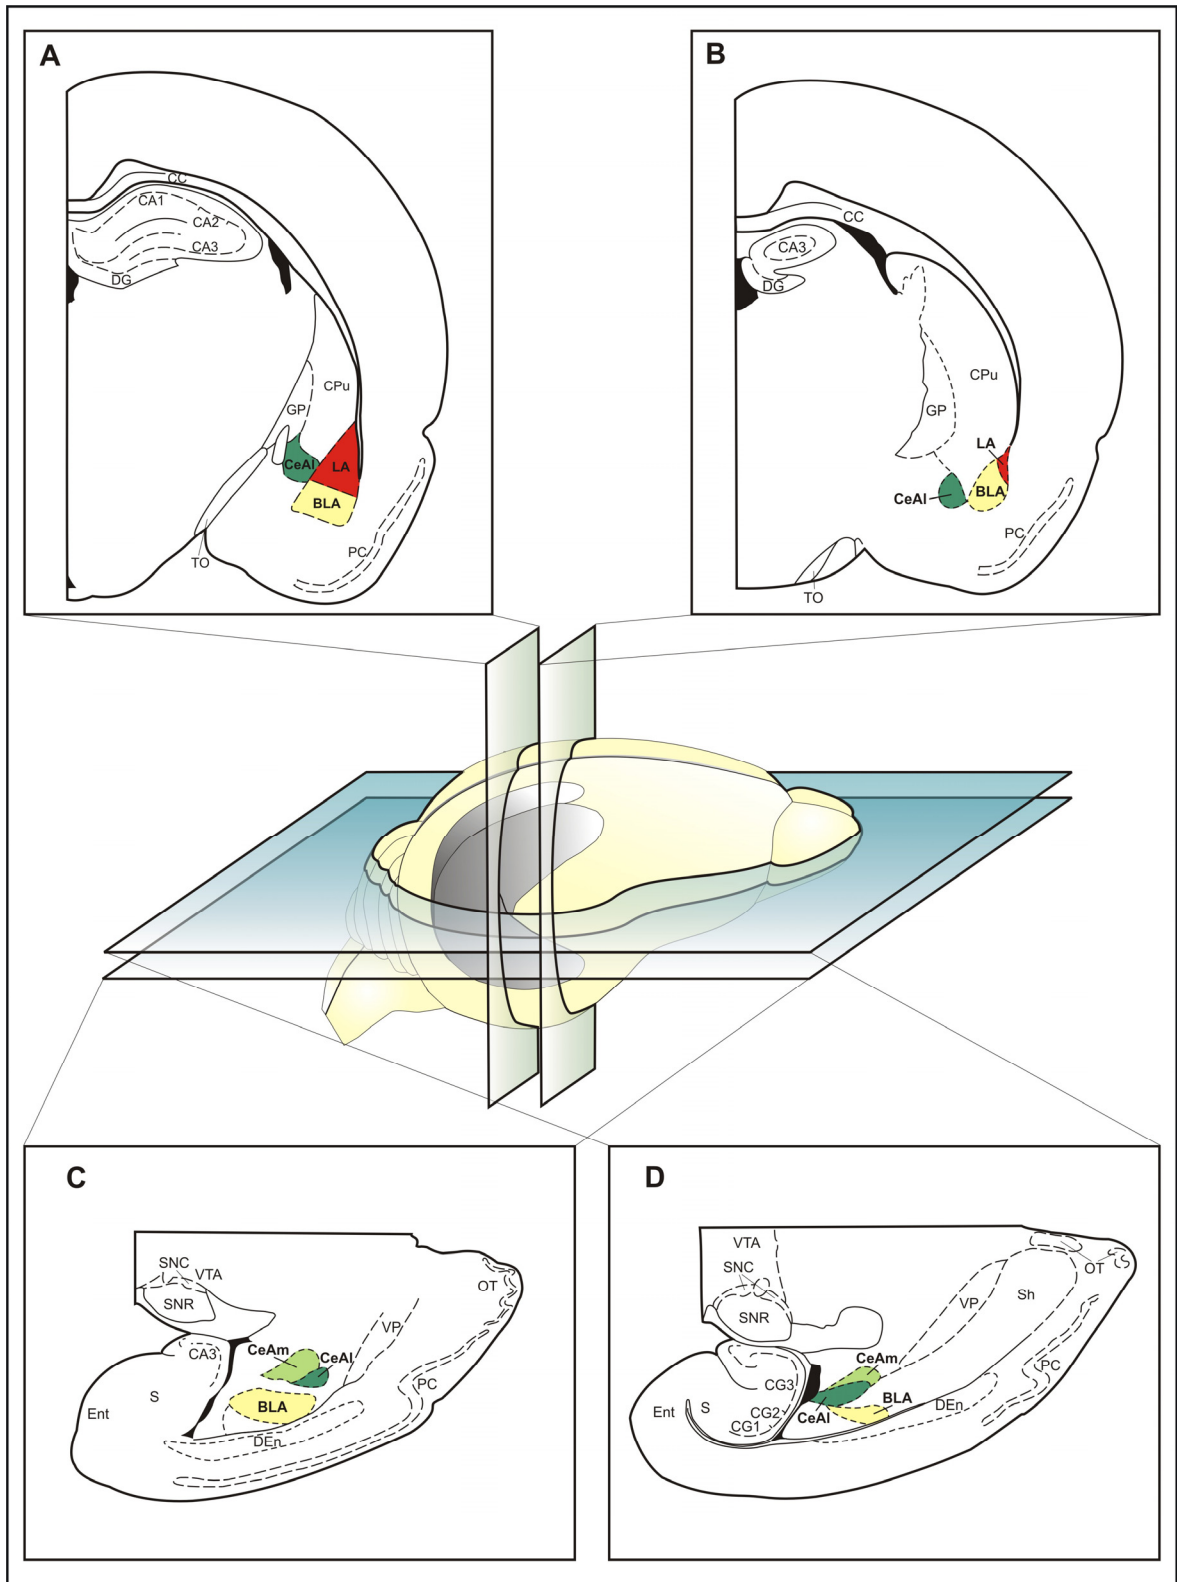 A
CC
CA1
CA2
CA3
DG
CPu
GP
CeAl
LA
BLA
PC
TO
B
CC
CA3
DG
CPu
GP
LA
CeAl
BLA
PC
TO
C
SNC
VTA
SNR
OT
VP
CA3
CeAm
CeAl
PC
S
BLA
Ent
DEn
D
VTA
SNC
OT
Sh
VP
SNR
CeAm
PC
CG3
BLA
DEn
Ent
S
CG2
CeAl
CG1